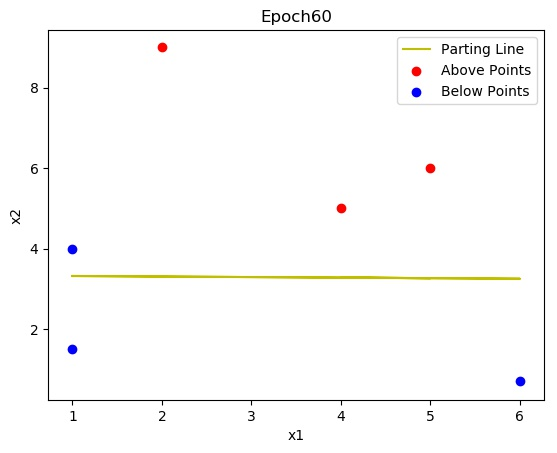 Epoch60
Parting Line
Above Points
Below Points
8
6
4
2
x2
1
2
3
4
5
6
x1